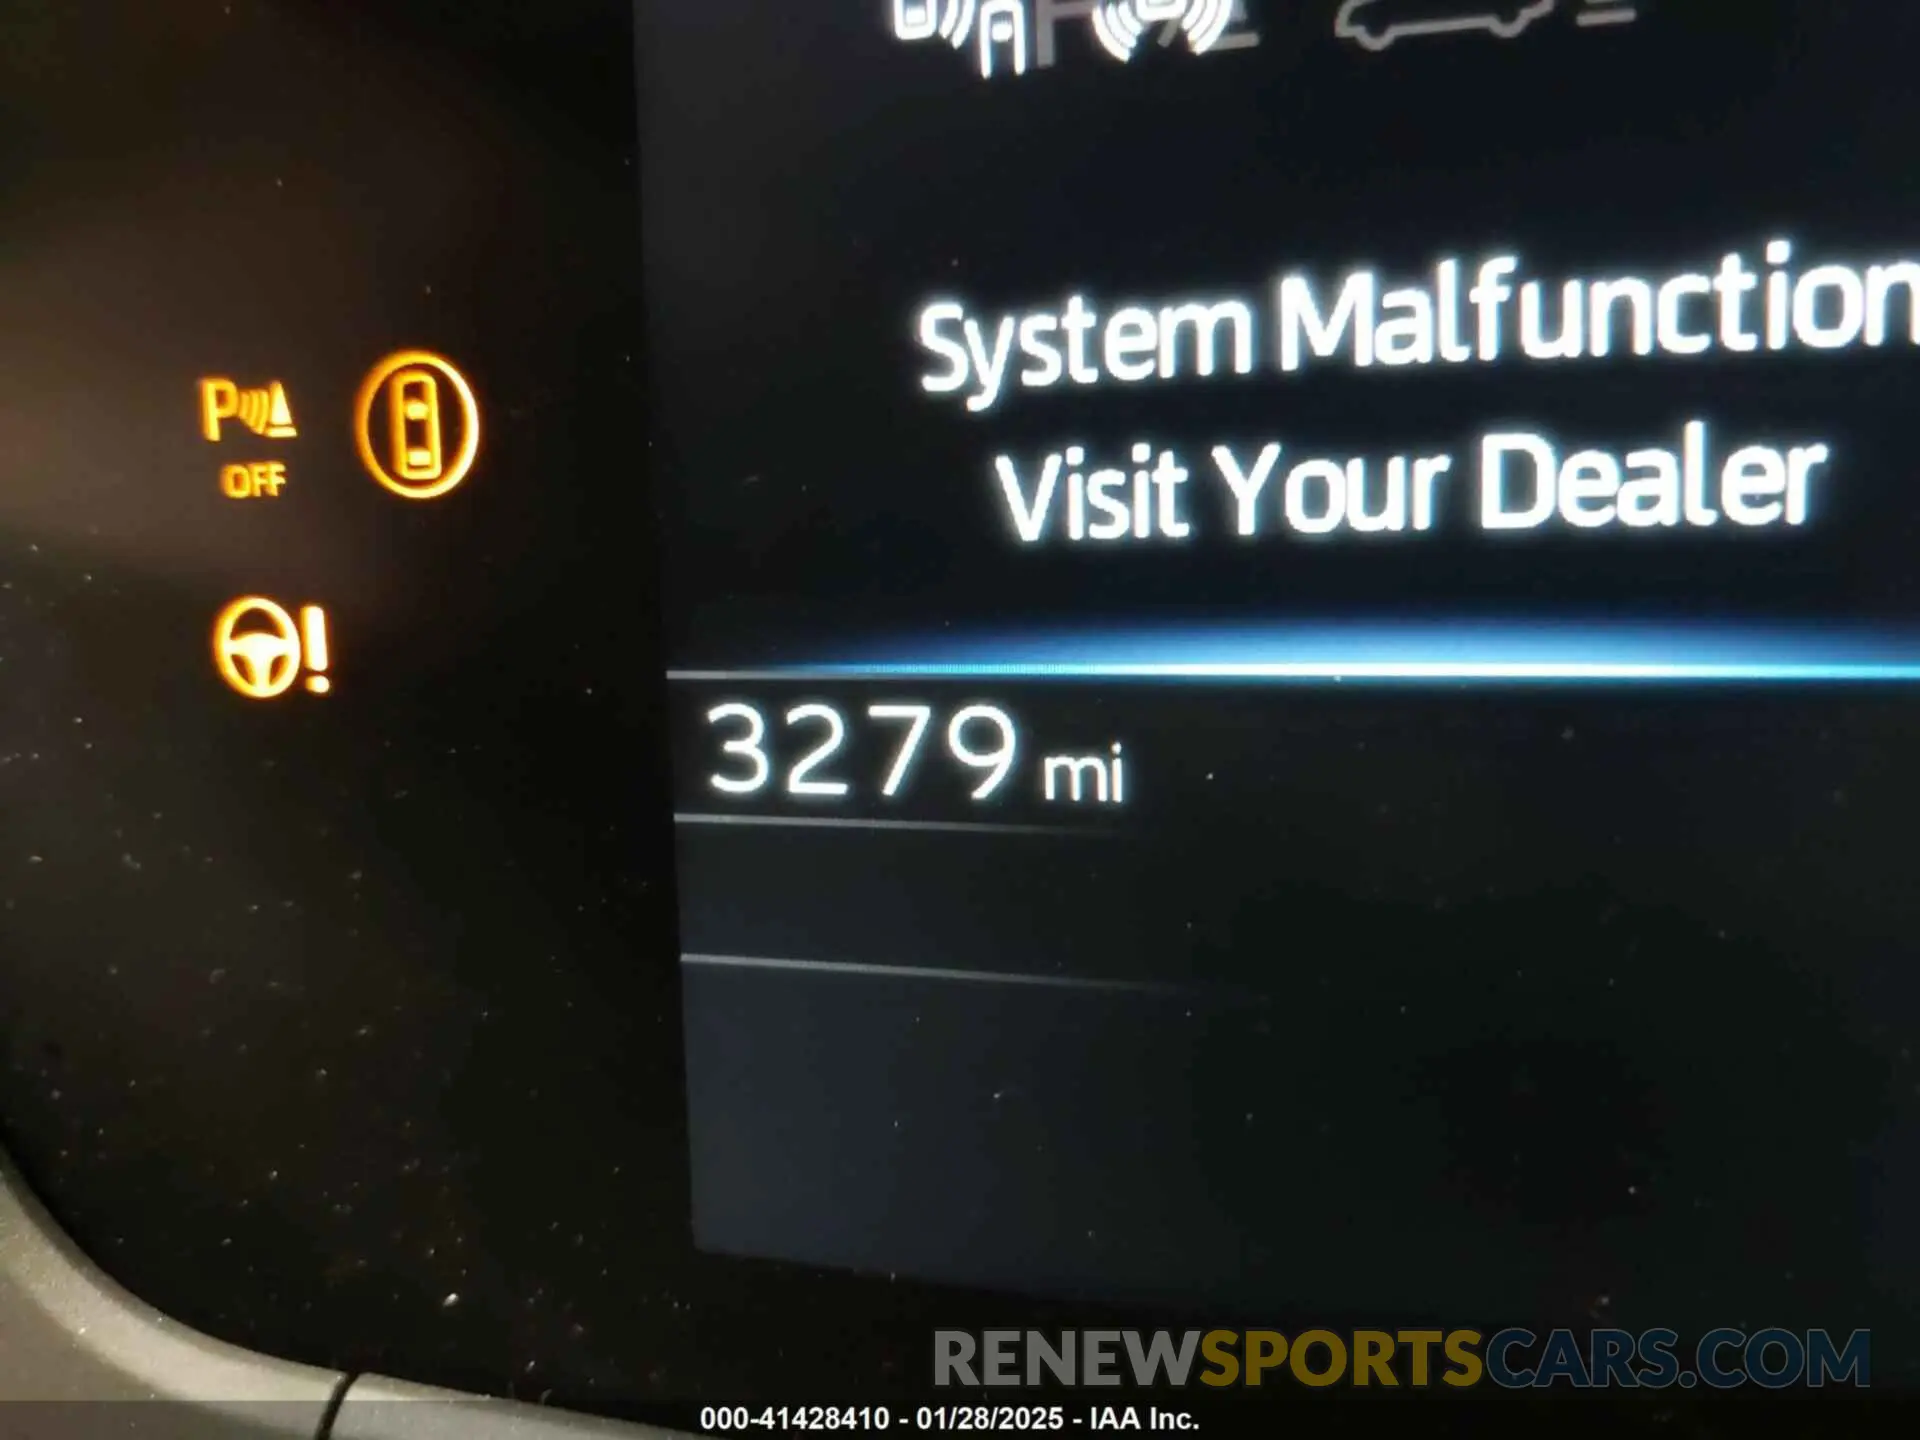 System Malfunction
Visit Your Dealer
P
OFF
!
3279 mi
RENEWSPORTSCARS.COM
000-41428410 - 01/28/2025 - IAA Inc.